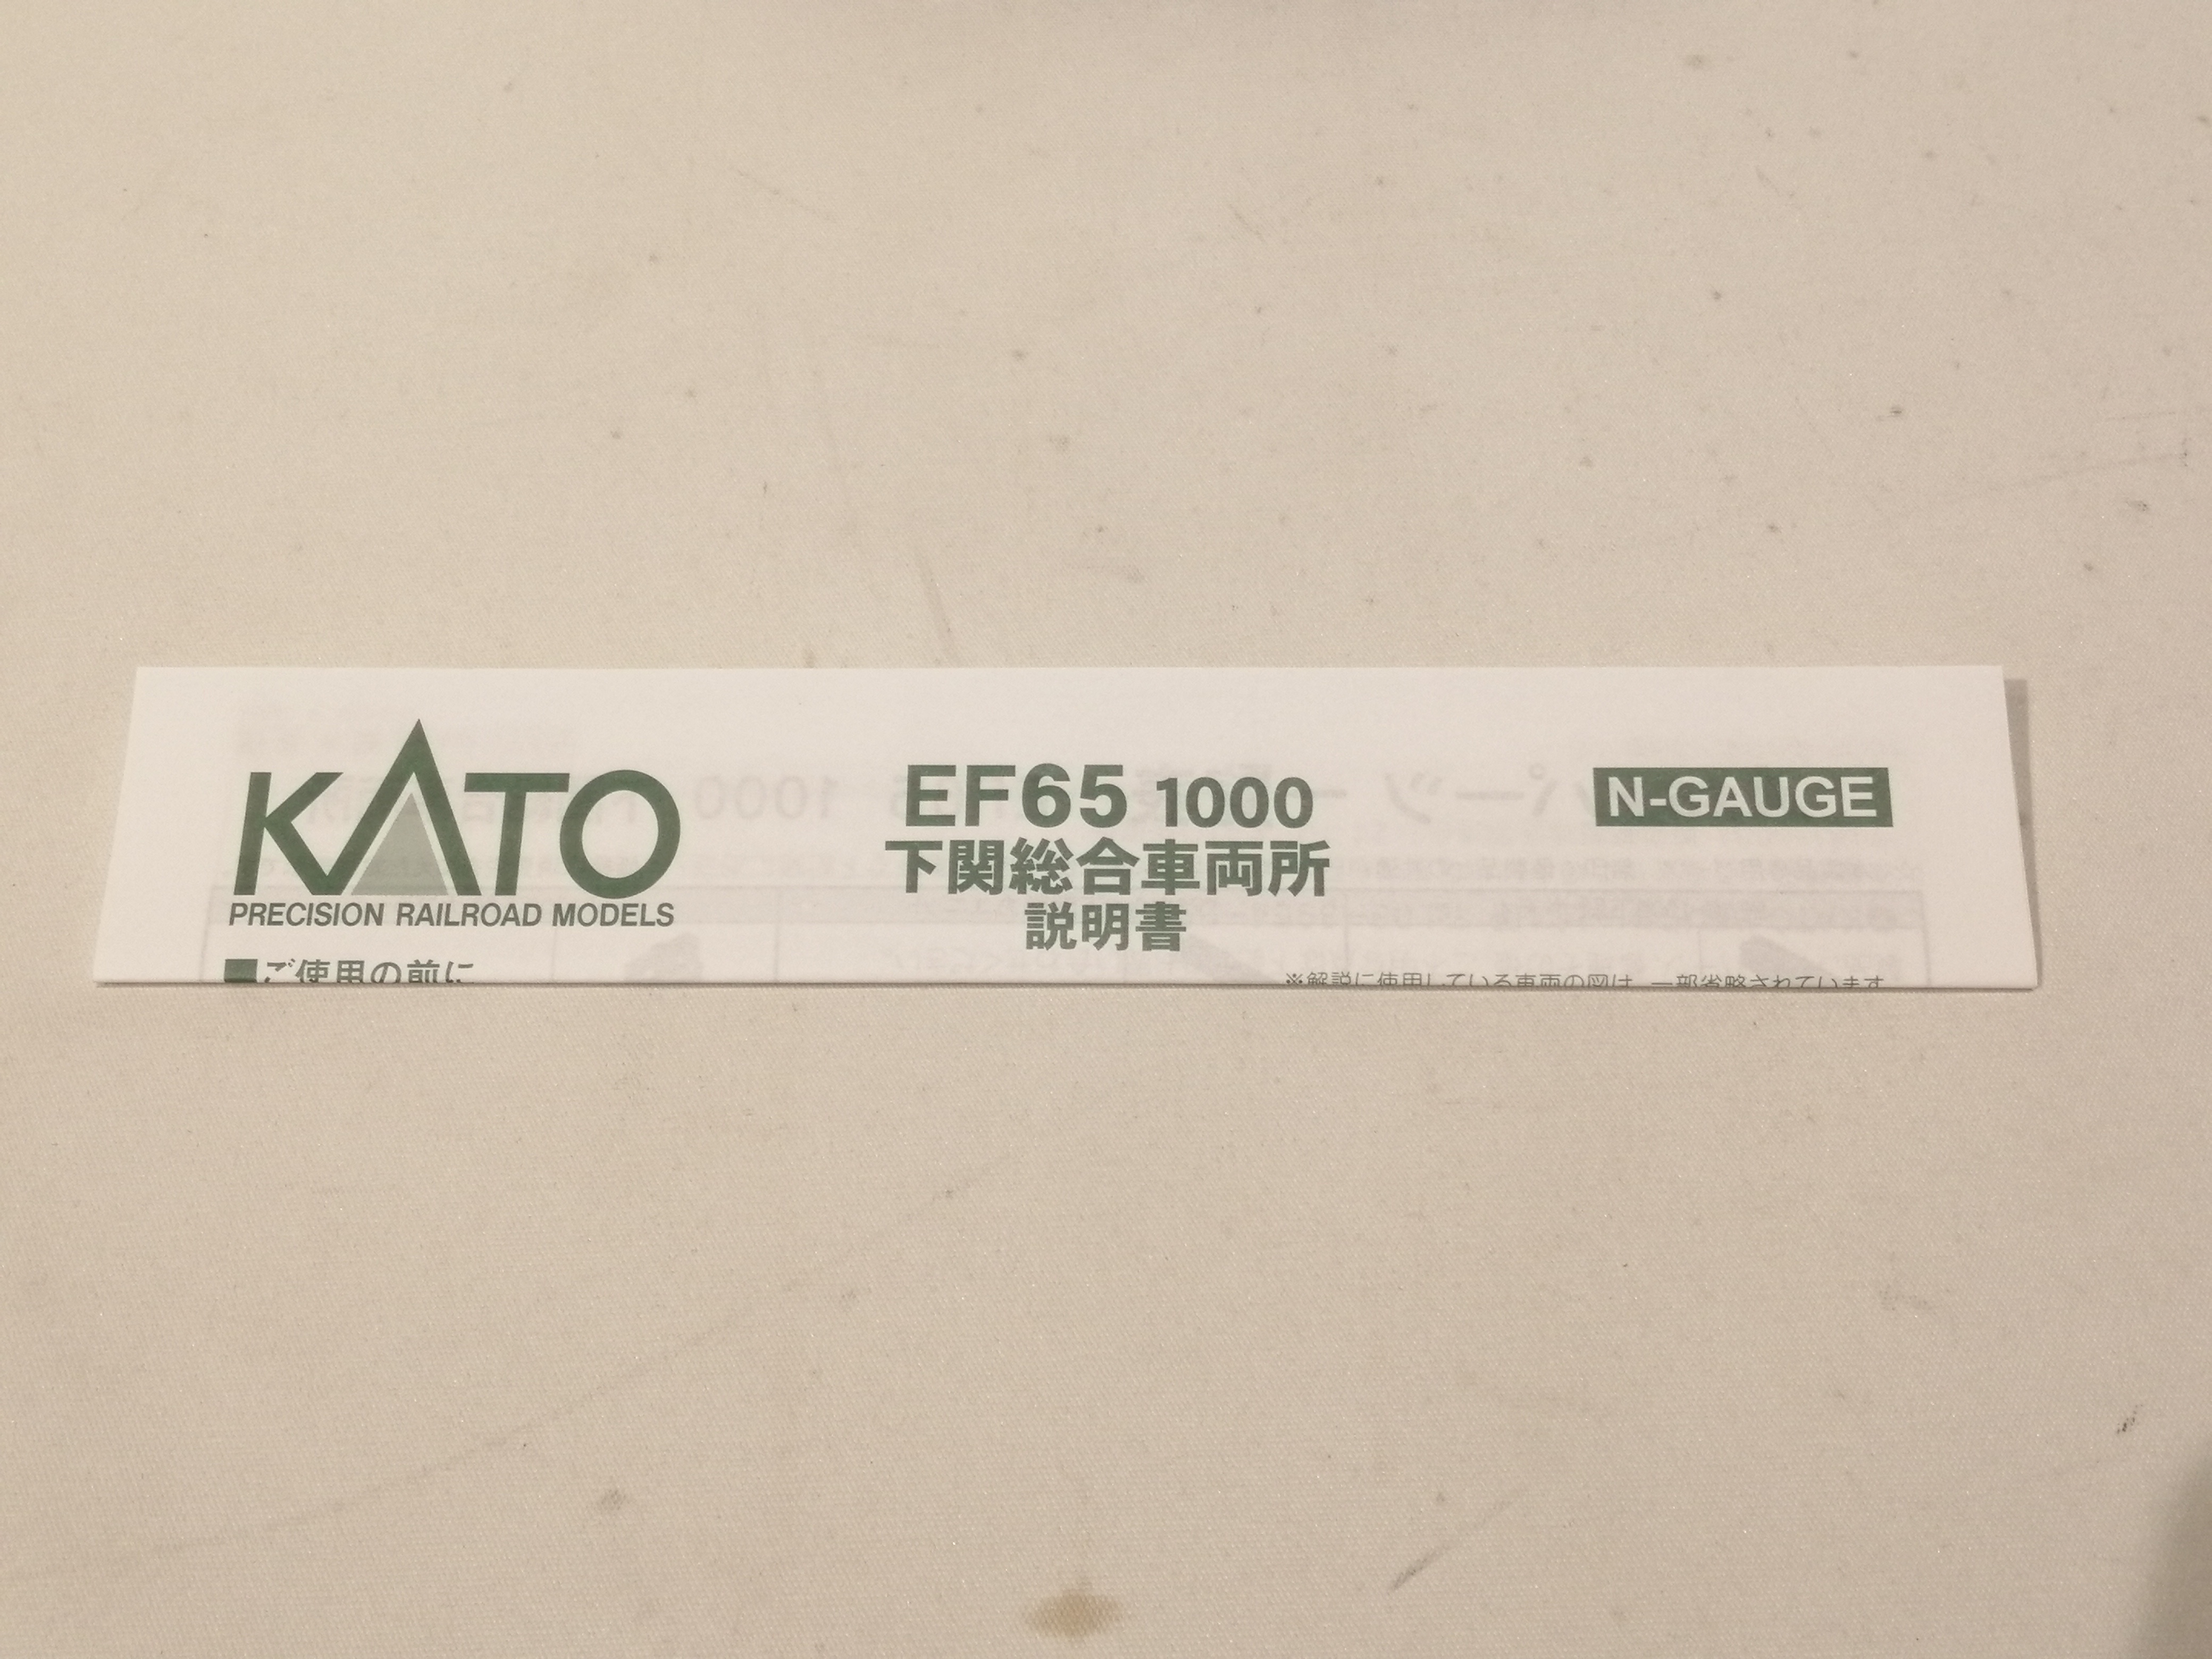 KATO
PRECISION RAILROAD MODELS
EF65 1000
下関総合車両所
説明書
N-GAUGE
■ご使用の前に
※解説に使用している車両の図は、一部省略されています